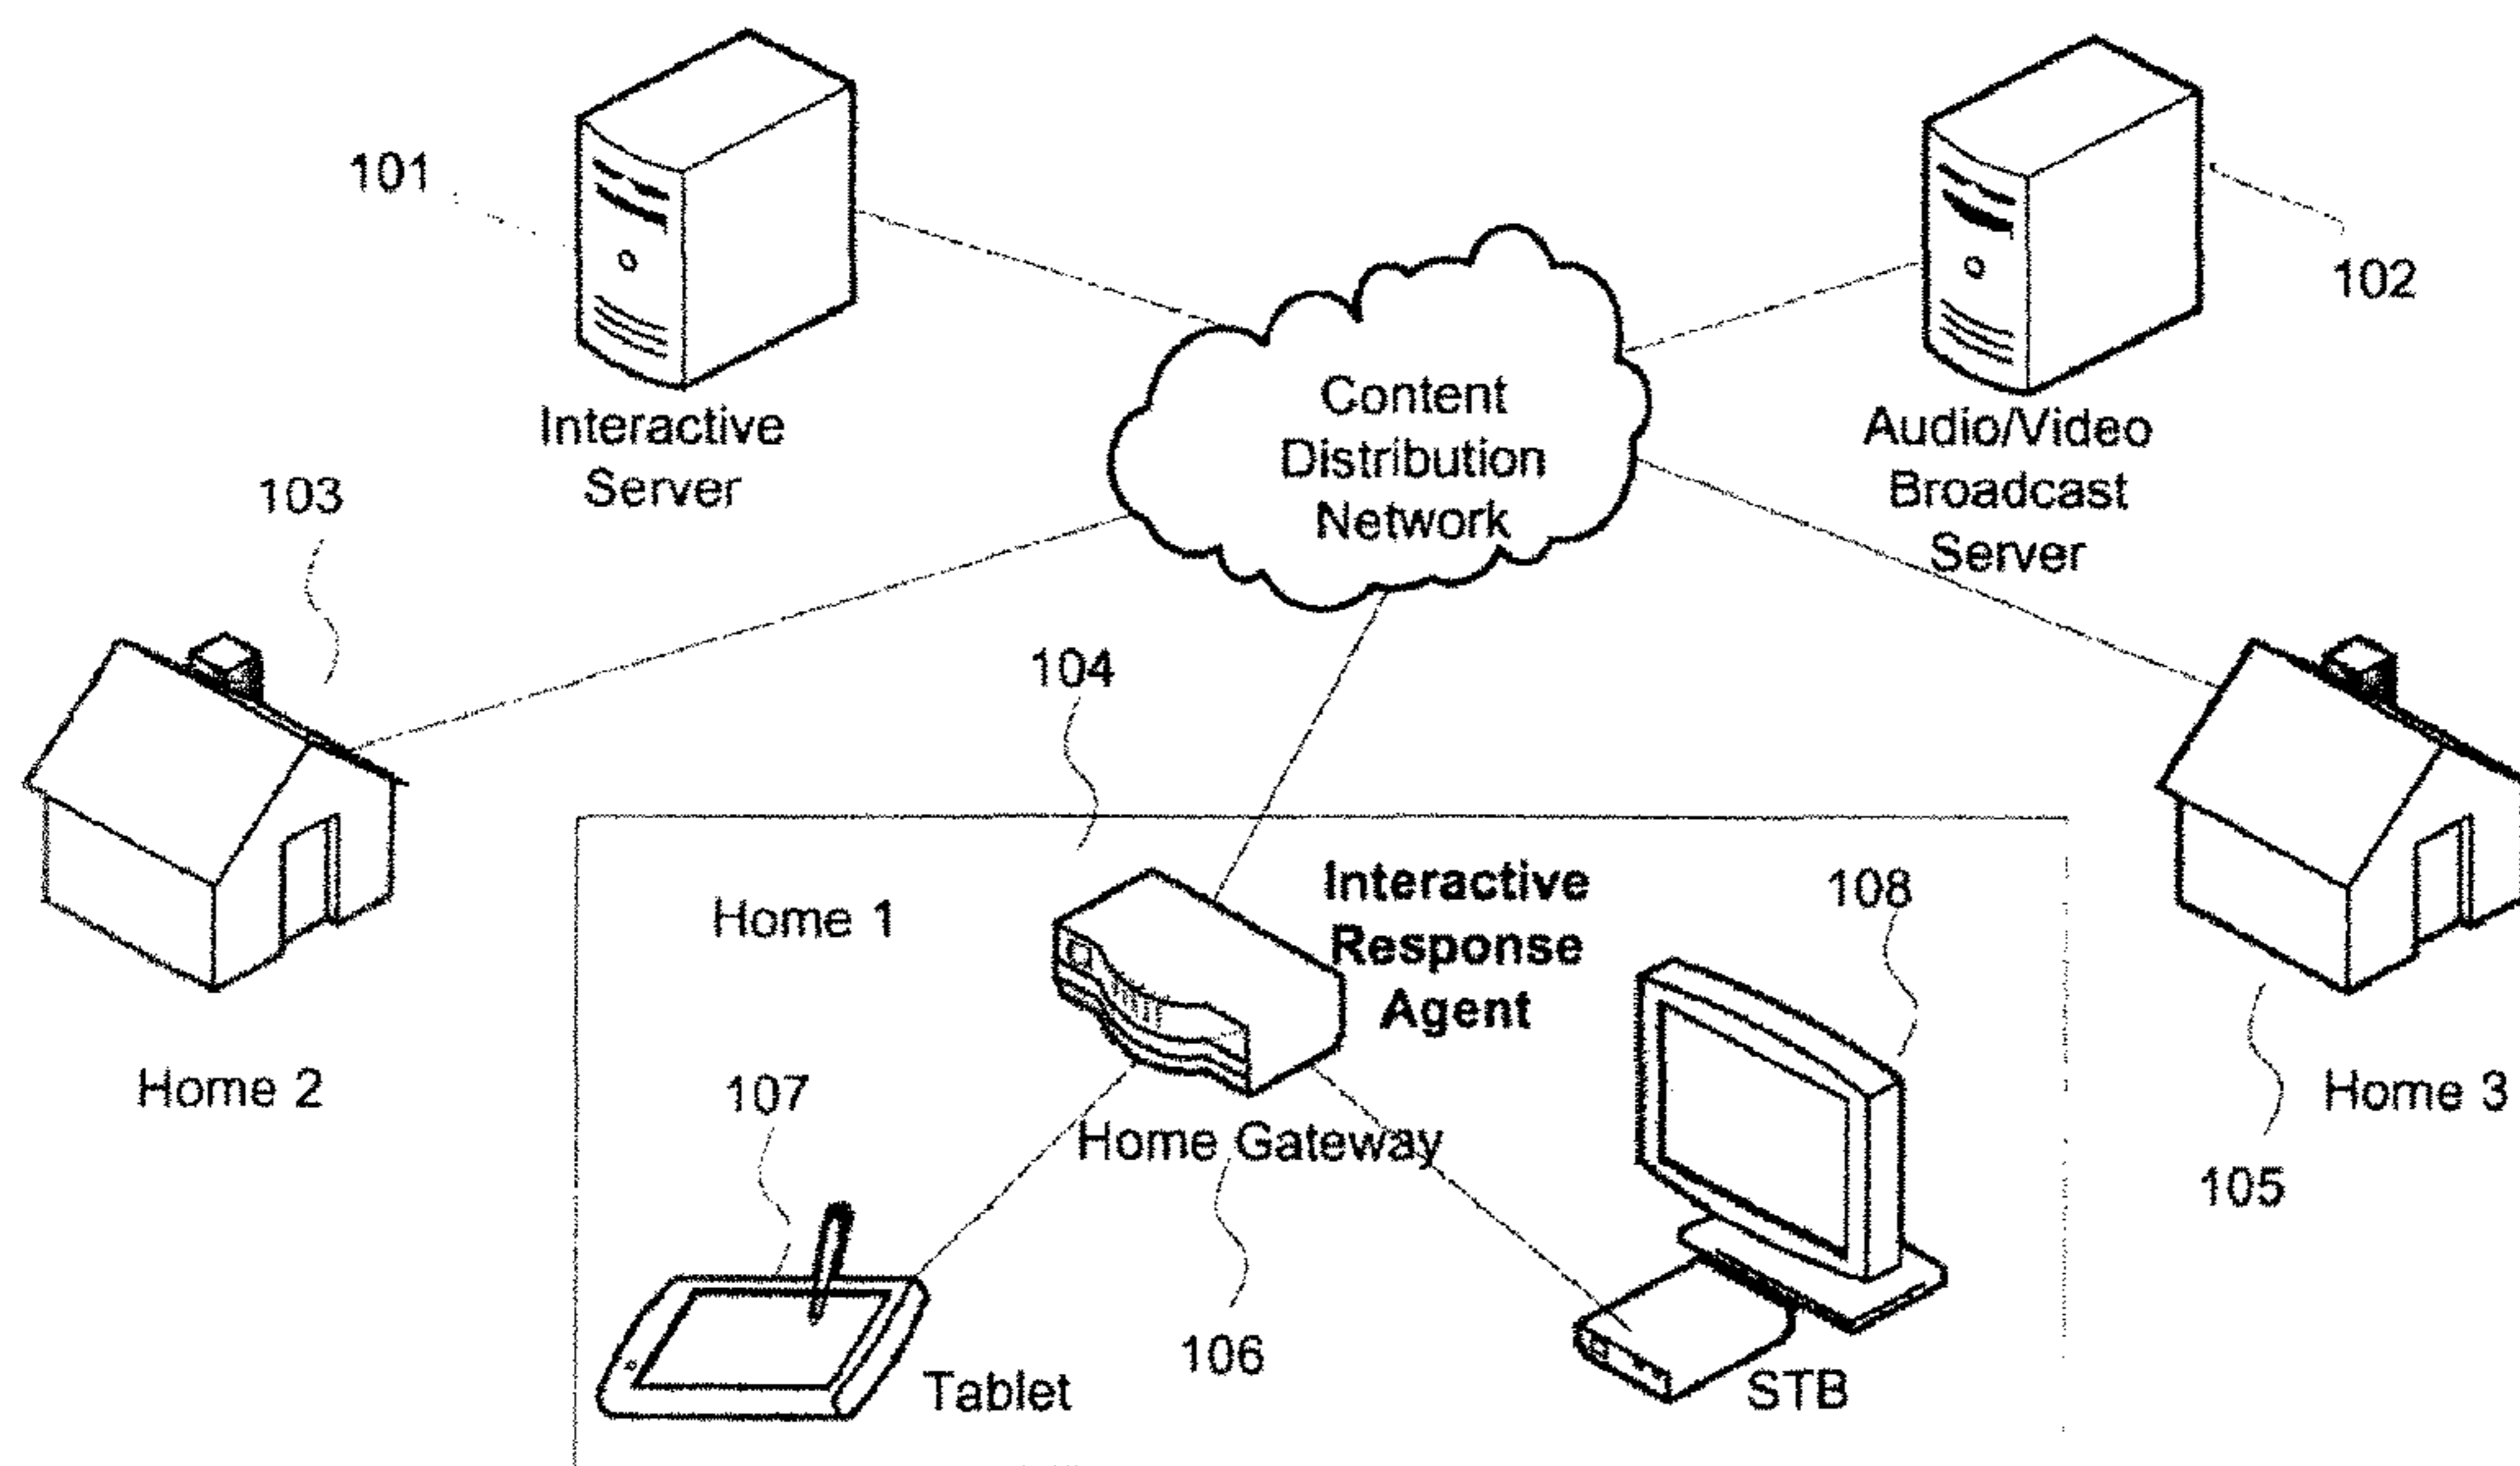 101
Interactive
Server
102
Audio/Video
Broadcast
Server
Content
Distribution
Network
103
Home 2
104
Home 1
Interactive
Response
Agent
108
107
Home Gateway
106
Tablet
STB
Home 3
105